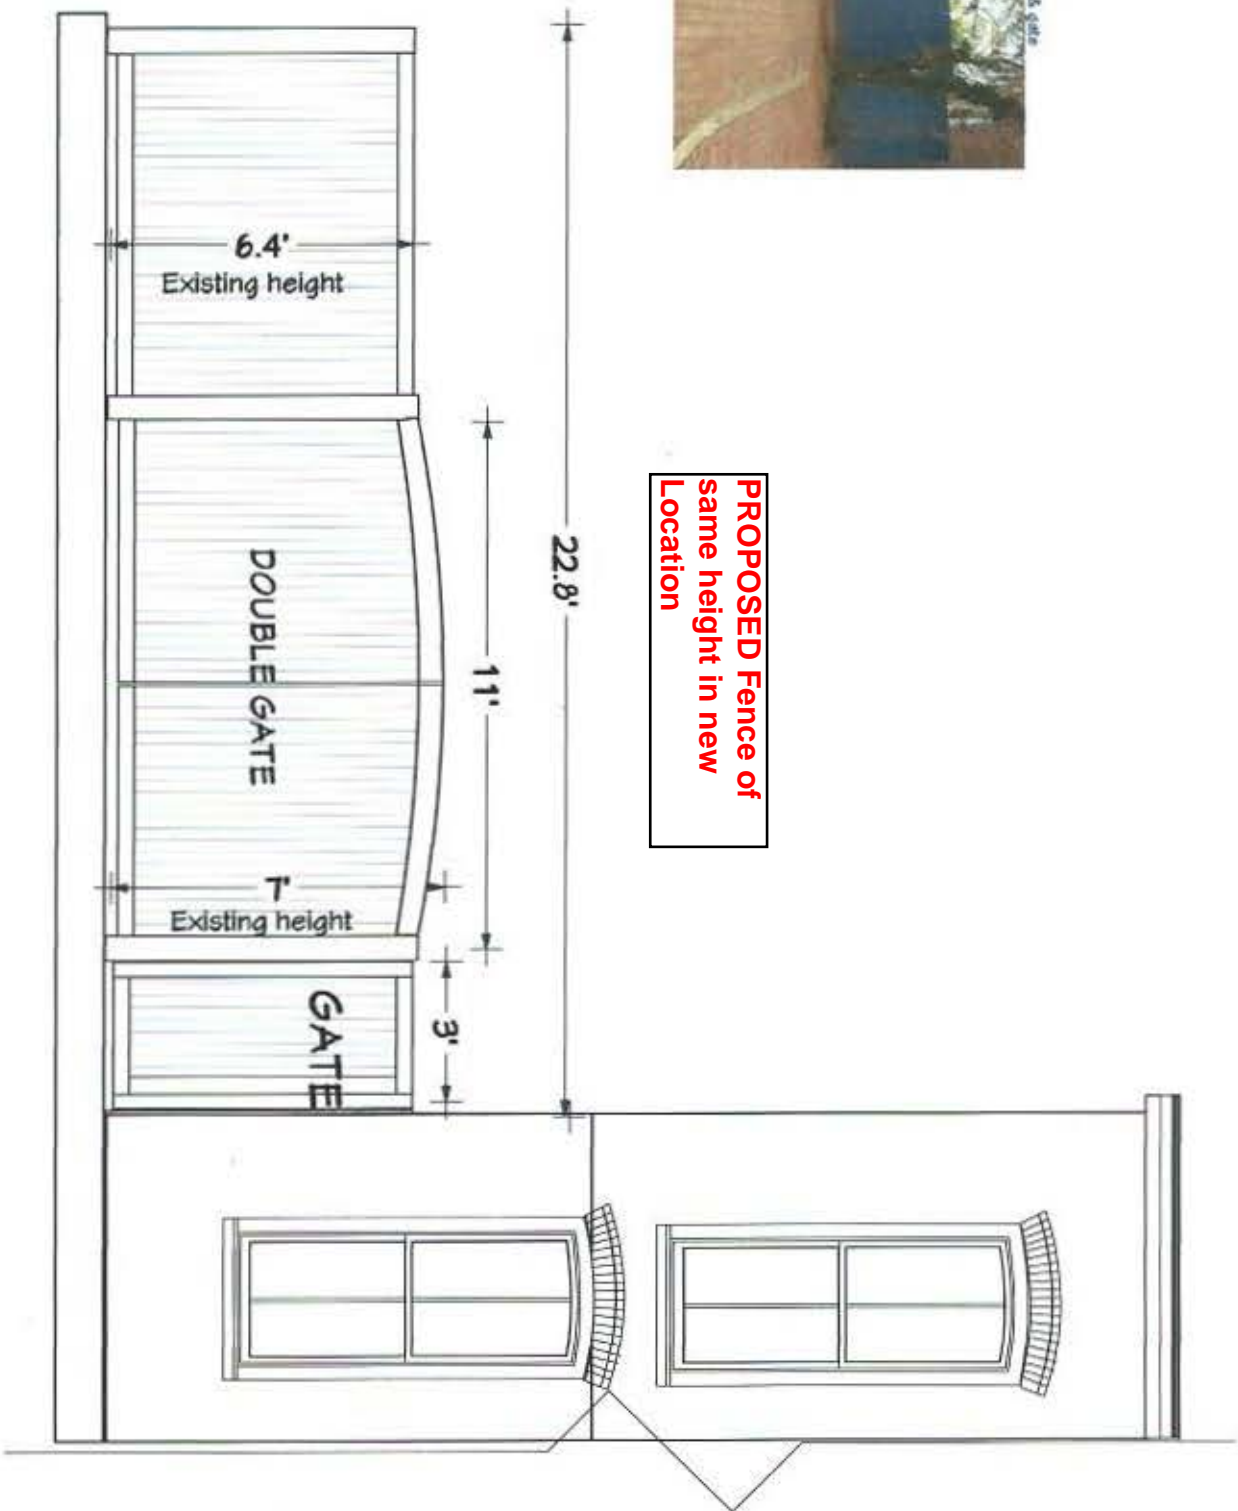 & gate
PROPOSED Fence of
same height in new
Location
22.8'
11'
3'
6.4'
Existing height
DOUBLE GATE
7'
Existing height
GATE